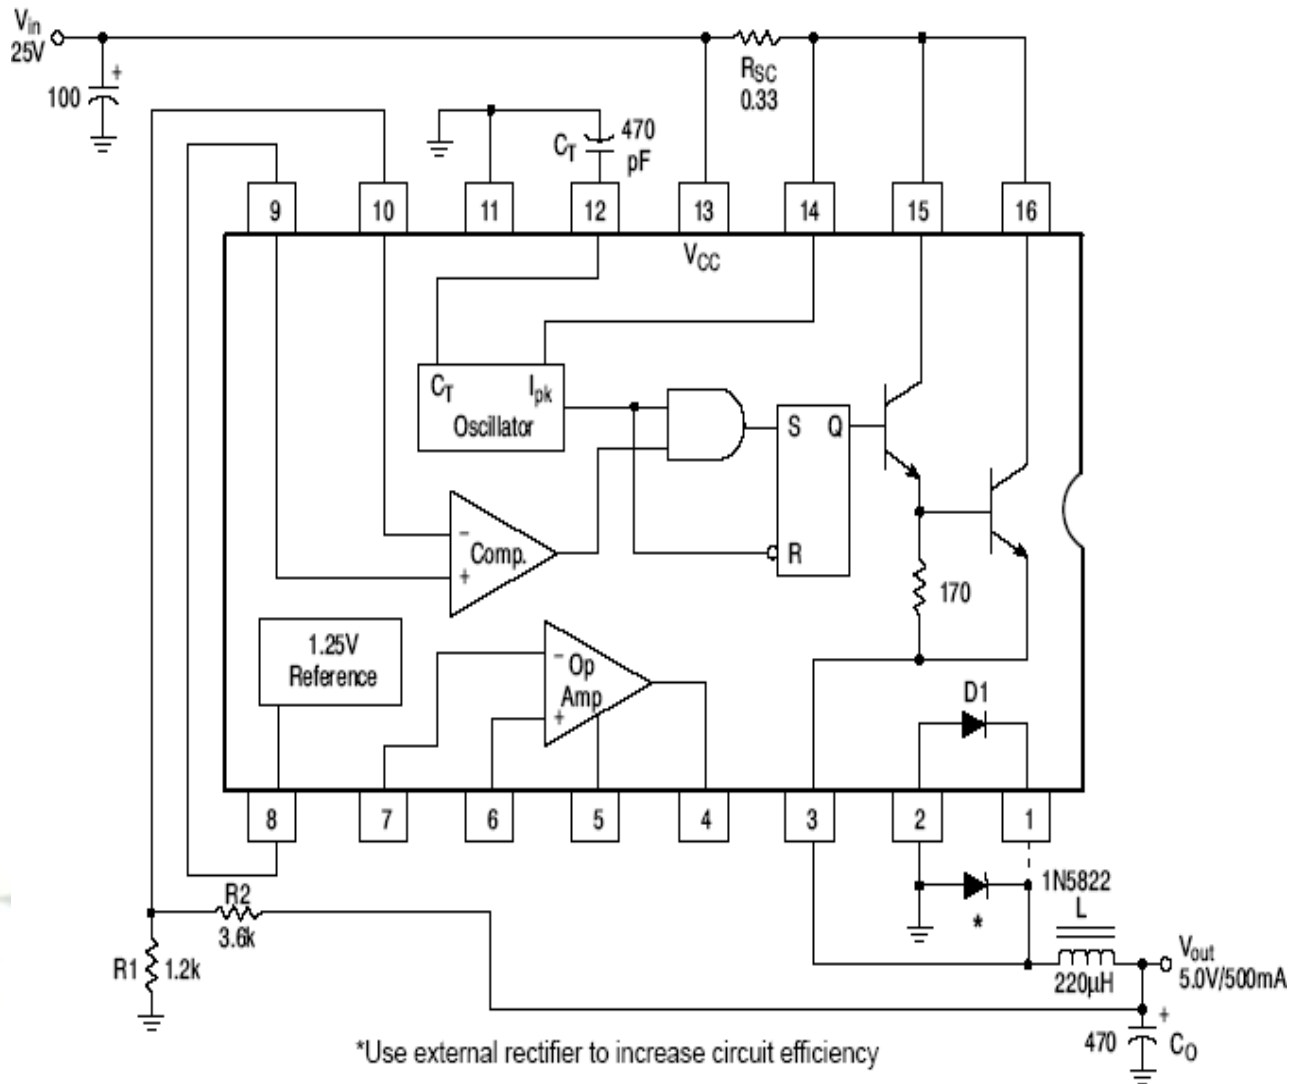 Vin
25V
100
+
RSC
0.33
CT
470
pF
9
10
11
12
13
14
15
16
VCC
CT
Ipk
Oscillator
S
Q
R
−
Comp.
+
170
1.25V
Reference
−
Op
Amp
+
D1
8
7
6
5
4
3
2
1
1N5822
*
L
220µH
R2
3.6k
R1
1.2k
Vout
5.0V/500mA
+
470
CO
*Use external rectifier to increase circuit efficiency